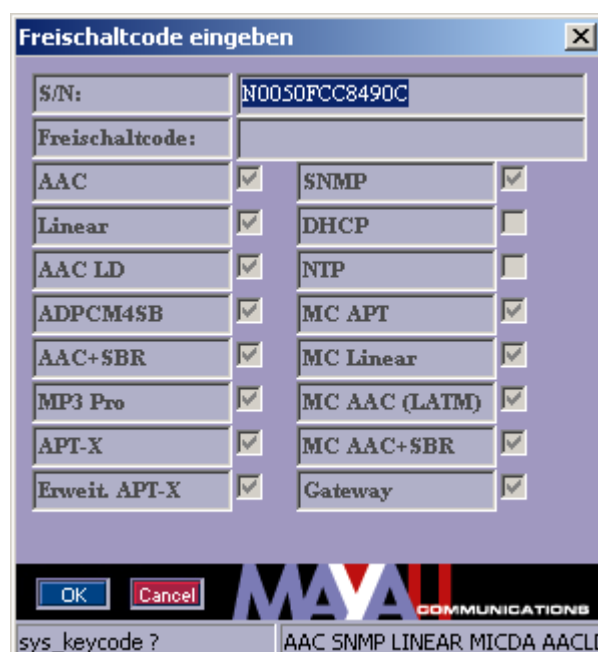 Freischaltcode eingeben
S/N: N0050FCC8490C
Freischaltcode:
AAC SNMP
Linear DHCP
AAC LD NTP
ADPCM4SB MC APT
AAC+SBR MC Linear
MP3 Pro MC AAC (LATM)
APT-X MC AAC+SBR
Erweit. APT-X Gateway
OK Cancel MAYAH
COMMUNICATIONS
sys_keycode ? AAC SNMP LINEAR MICDA AACLD